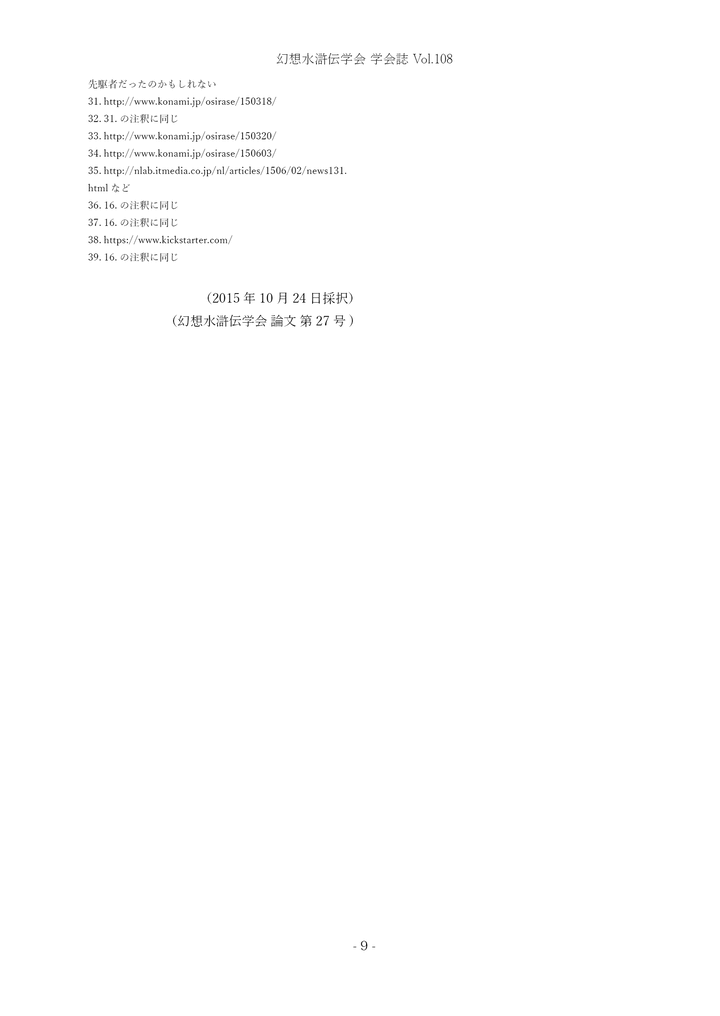 幻想水滸伝学会 学会誌 Vol.108
先駆者だったのかもしれない
31. http://www.konami.jp/osirase/150318/
32. 31. の注釈に同じ
33. http://www.konami.jp/osirase/150320/
34. http://www.konami.jp/osirase/150603/
35. http://nlab.itmedia.co.jp/nl/articles/1506/02/news131.
html など
36. 16. の注釈に同じ
37. 16. の注釈に同じ
38. https://www.kickstarter.com/
39. 16. の注釈に同じ
（2015 年 10 月 24 日採択）
（幻想水滸伝学会 論文 第 27 号 ）
- 9 -